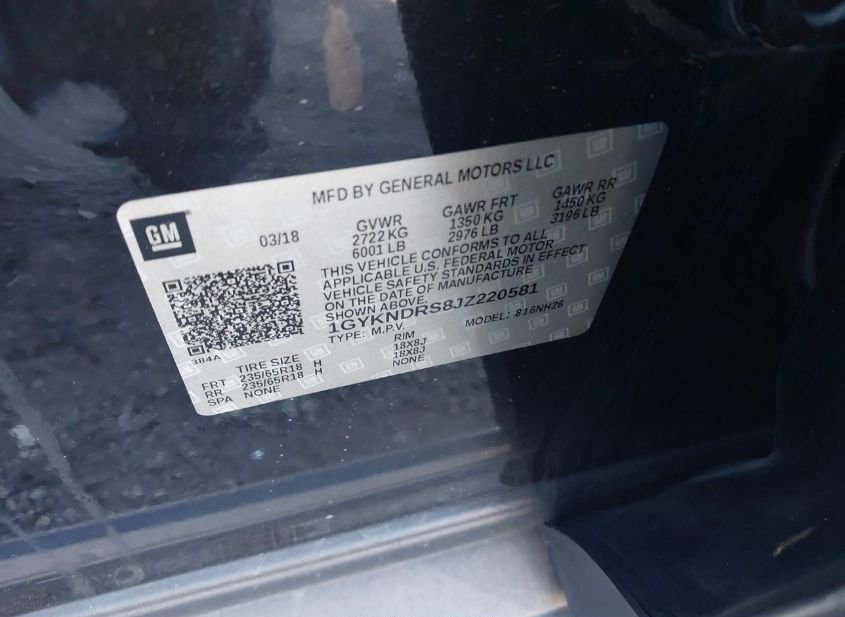 MFD BY GENERAL MOTORS LLC
GM
03/18
GVWR GAWR FRT GAWR RR
2722 KG 1350 KG 1450 KG
6001 LB 2976 LB 3196 LB
THIS VEHICLE CONFORMS TO ALL
APPLICABLE U.S. FEDERAL MOTOR
VEHICLE SAFETY STANDARDS IN EFFECT
ON THE DATE OF MANUFACTURE
SHOWN ABOVE.
1GYKNDRS8JZ220581
TYPE: M.P.V. MODEL: 816NH26
384A
TIRE SIZE RIM
FRT 235/65R18 H 18X8J
RR 235/65R18 H 18X8J
SPA NONE NONE